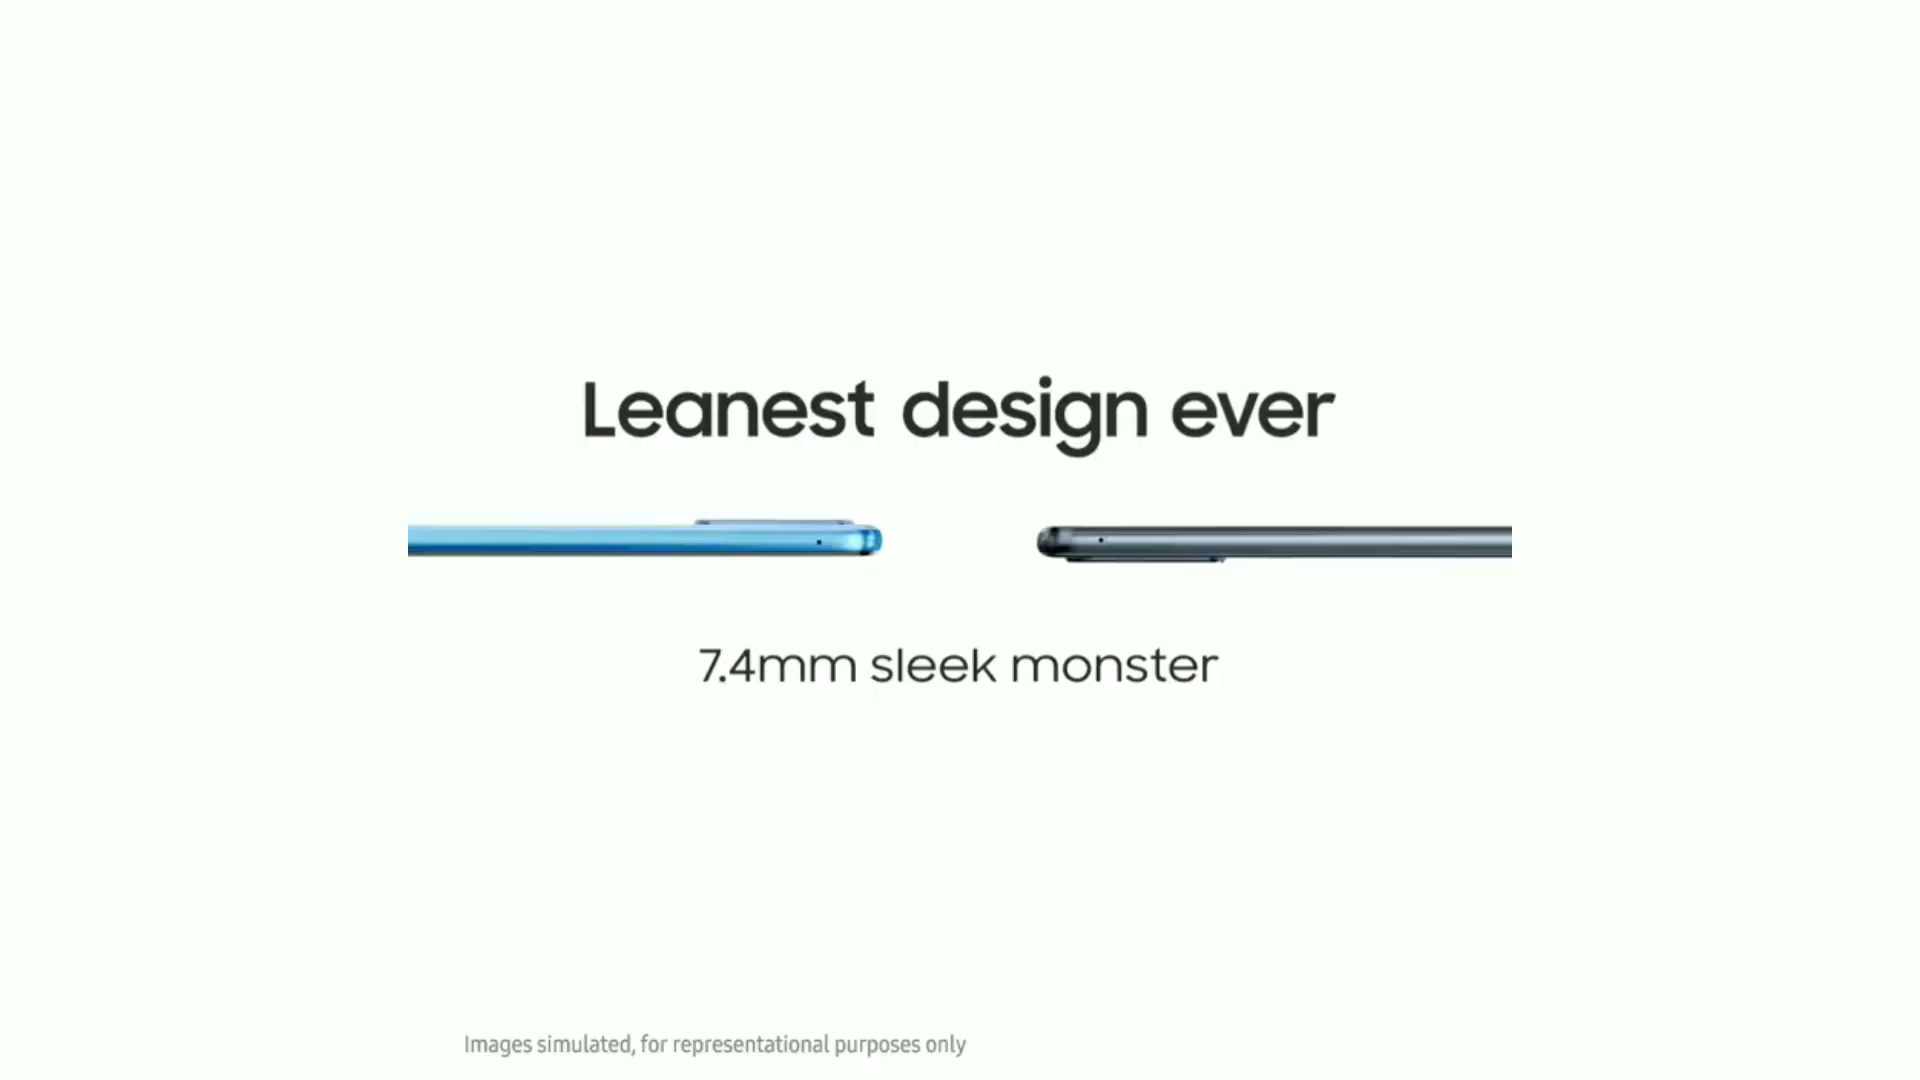 Leanest design ever
7.4mm sleek monster
Images simulated, for representational purposes only